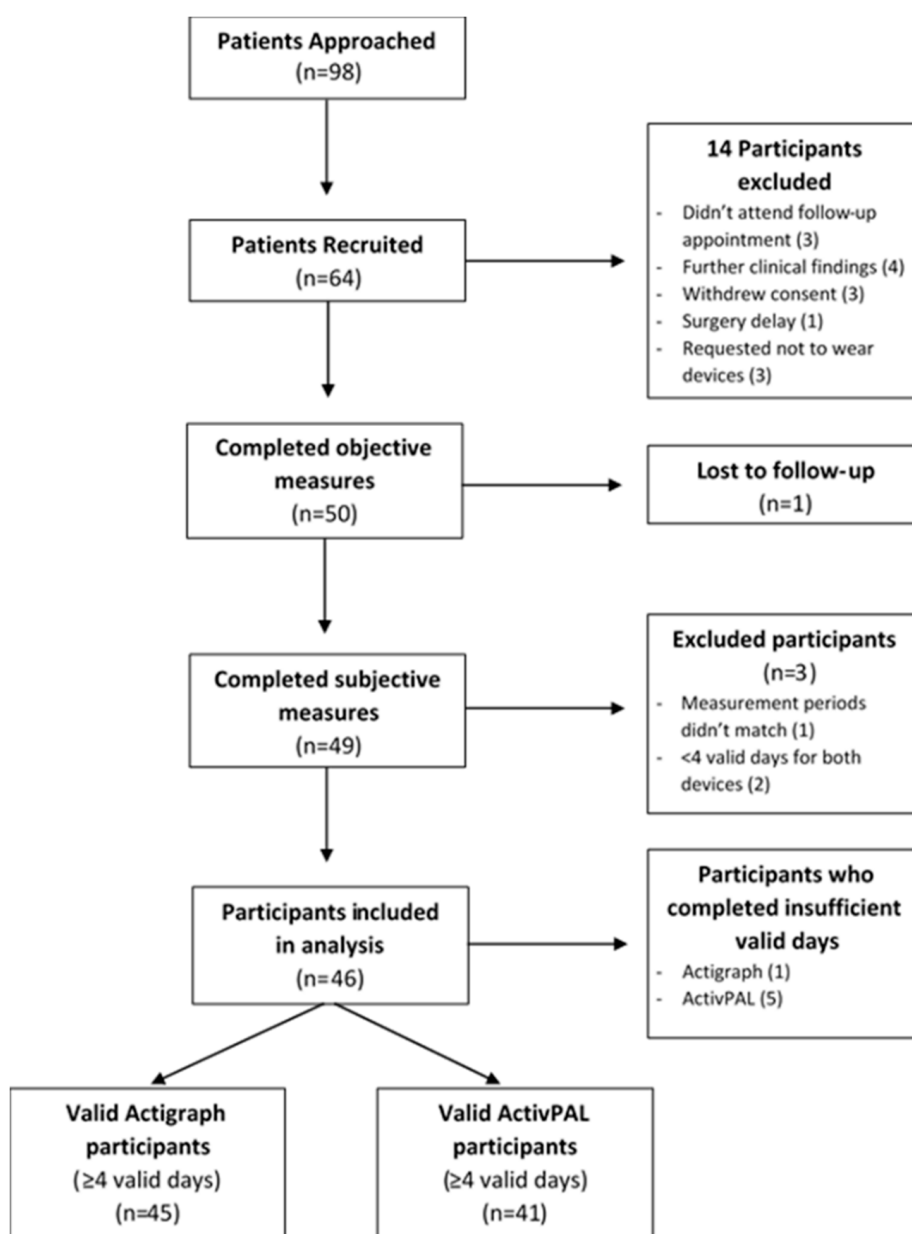 Patients Approached
(n=98)
14 Participants
excluded
- Didn't attend follow-up
appointment (3)
- Further clinical findings (4)
- Withdrew consent (3)
- Surgery delay (1)
- Requested not to wear
devices (3)
Patients Recruited
(n=64)
Completed objective
measures
(n=50)
Lost to follow-up
(n=1)
Completed subjective
measures
(n=49)
Excluded participants
(n=3)
- Measurement periods
didn't match (1)
- <4 valid days for both
devices (2)
Participants included
in analysis
(n=46)
Participants who
completed insufficient
valid days
- Actigraph (1)
- ActivPAL (5)
Valid Actigraph
participants
(≥4 valid days)
(n=45)
Valid ActivPAL
participants
(≥4 valid days)
(n=41)